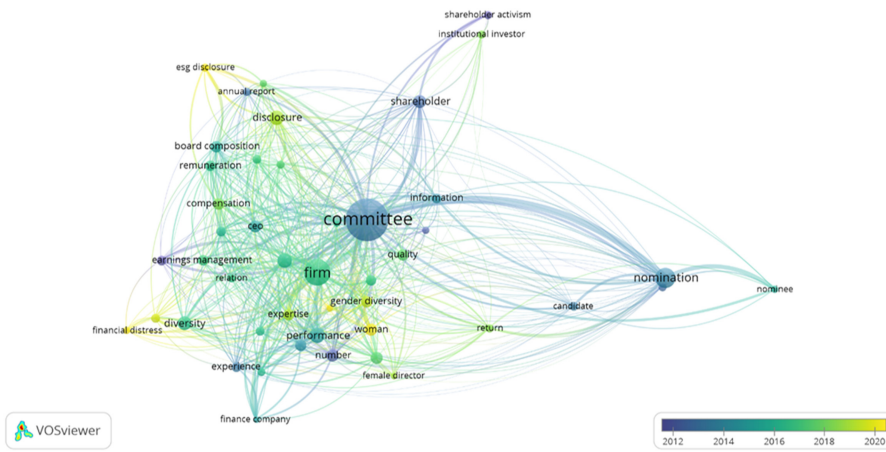 shareholder activism
institutional investor
esg disclosure
annual report
shareholder
disclosure
board composition
remuneration
information
compensation
committee
ceo
quality
earnings management
firm
relation
nomination
nominee
gender diversity
candidate
expertise
financial distress
diversity
woman
return
performance
number
experience
female director
finance company
VOSviewer
2012 2014 2016 2018 2020